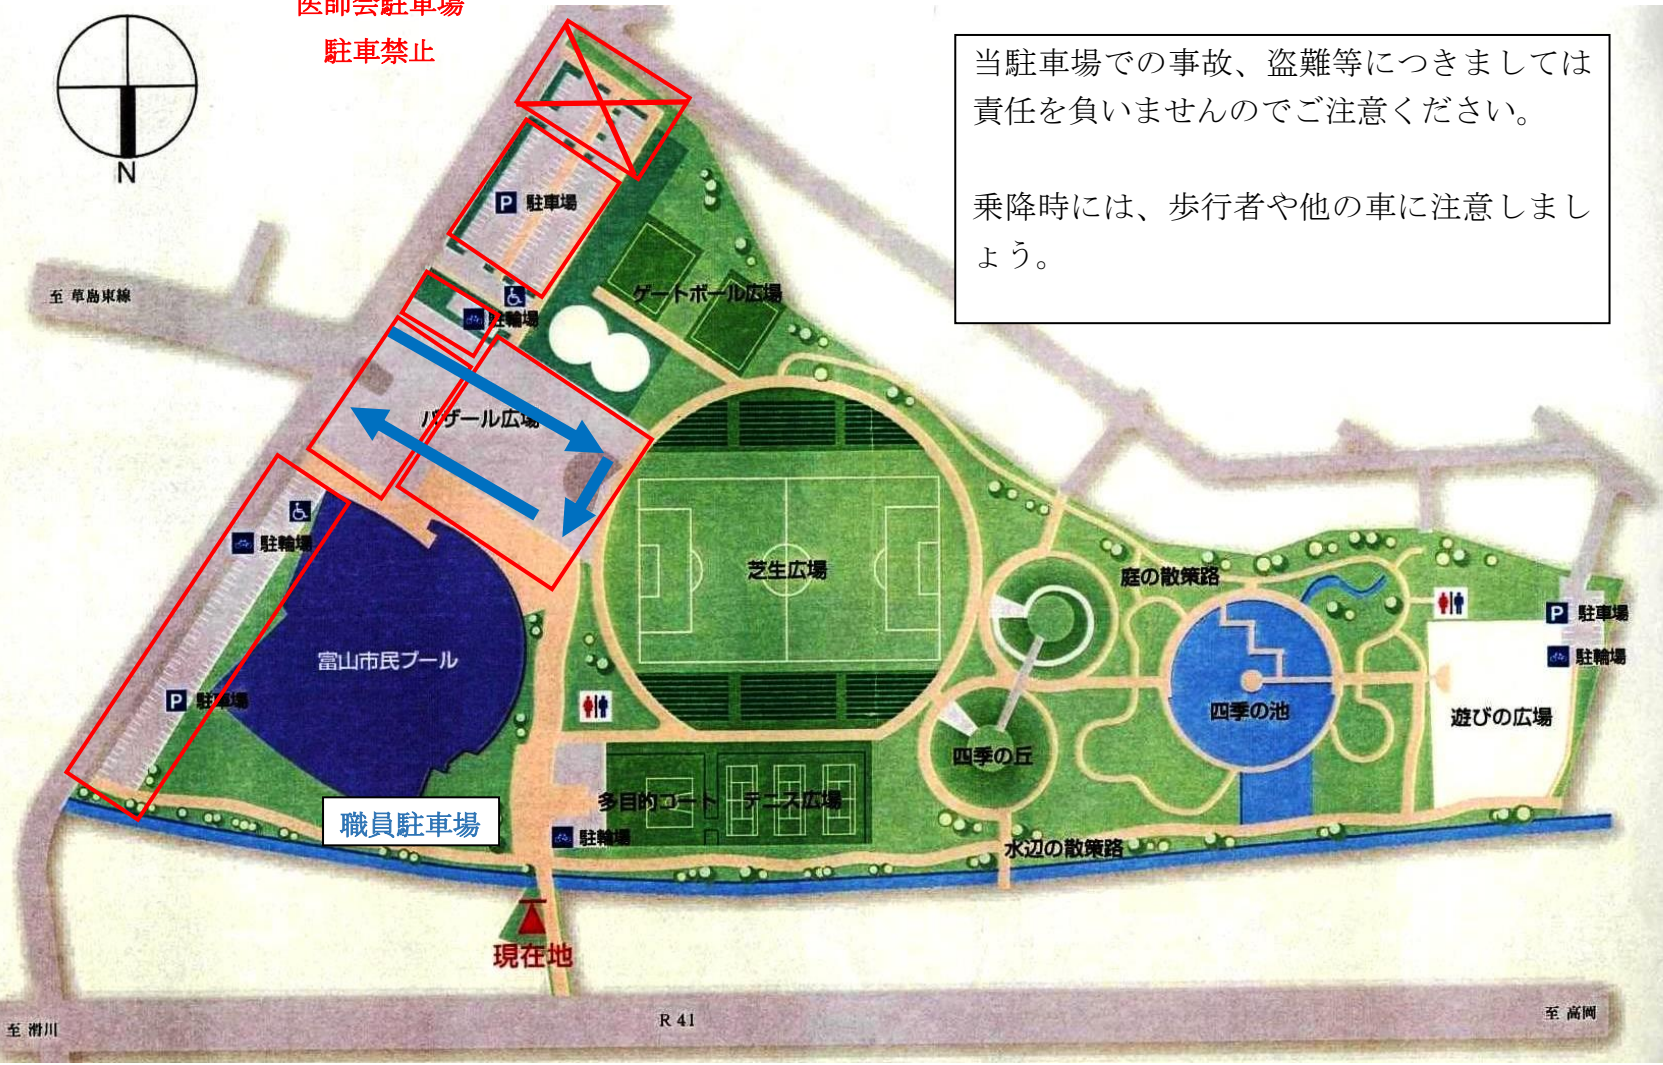 医師会駐車場
駐車禁止
当駐車場での事故、盗難等につきましては
責任を負いませんのでご注意ください。
乗降時には、歩行者や他の車に注意しまし
ょう。
N
P 駐車場
至 草島東線
ゲートボール広場
駐輪場
バザール広場
駐輪場
芝生広場
庭の散策路
P 駐車場
駐輪場
富山市民プール
P 駐車場
四季の池
遊びの広場
四季の丘
多目的コート
テニス広場
職員駐車場
駐輪場
水辺の散策路
現在地
R 41
至 高岡
至 滑川